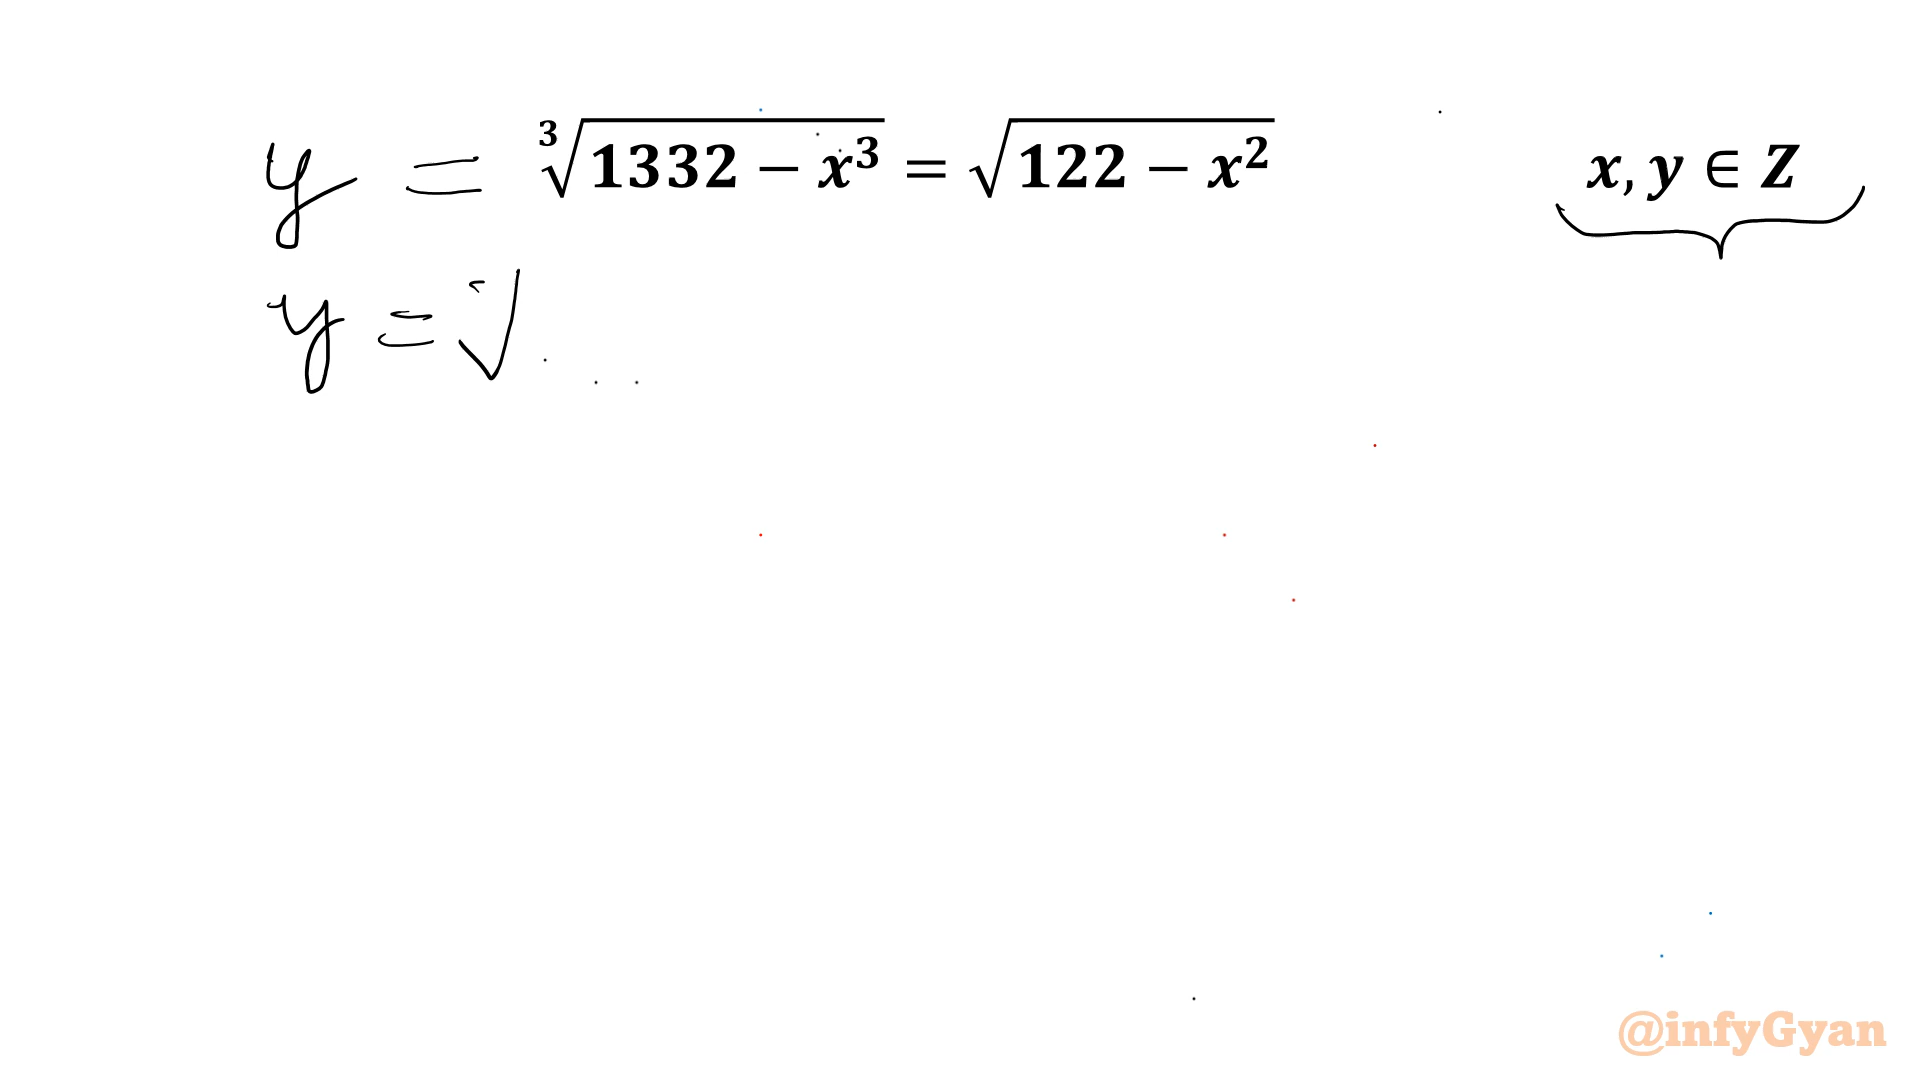 y = ∛(1332 − x³) = √(122 − x²) x, y ∈ Z
y = √
@infyGyan